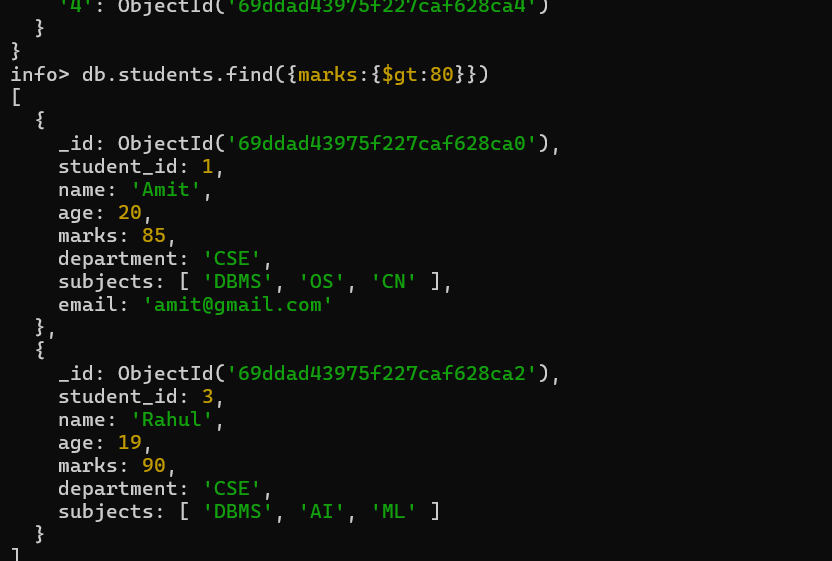 '4': ObjectId('69ddad43975f227caf628ca4')
  }
}
info> db.students.find({marks:{$gt:80}})
[
  {
    _id: ObjectId('69ddad43975f227caf628ca0'),
    student_id: 1,
    name: 'Amit',
    age: 20,
    marks: 85,
    department: 'CSE',
    subjects: [ 'DBMS', 'OS', 'CN' ],
    email: 'amit@gmail.com'
  },
  {
    _id: ObjectId('69ddad43975f227caf628ca2'),
    student_id: 3,
    name: 'Rahul',
    age: 19,
    marks: 90,
    department: 'CSE',
    subjects: [ 'DBMS', 'AI', 'ML' ]
  }
]